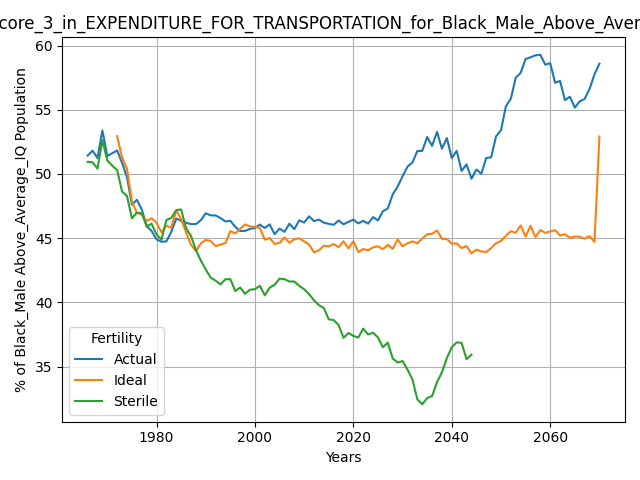 core_3_in_EXPENDITURE_FOR_TRANSPORTATION_for_Black_Male_Above_Aver
% of Black_Male Above_Average_IQ Population
60
55
50
45
40
35
Fertility
Actual
Ideal
Sterile
1980
2000
2020
2040
2060
Years